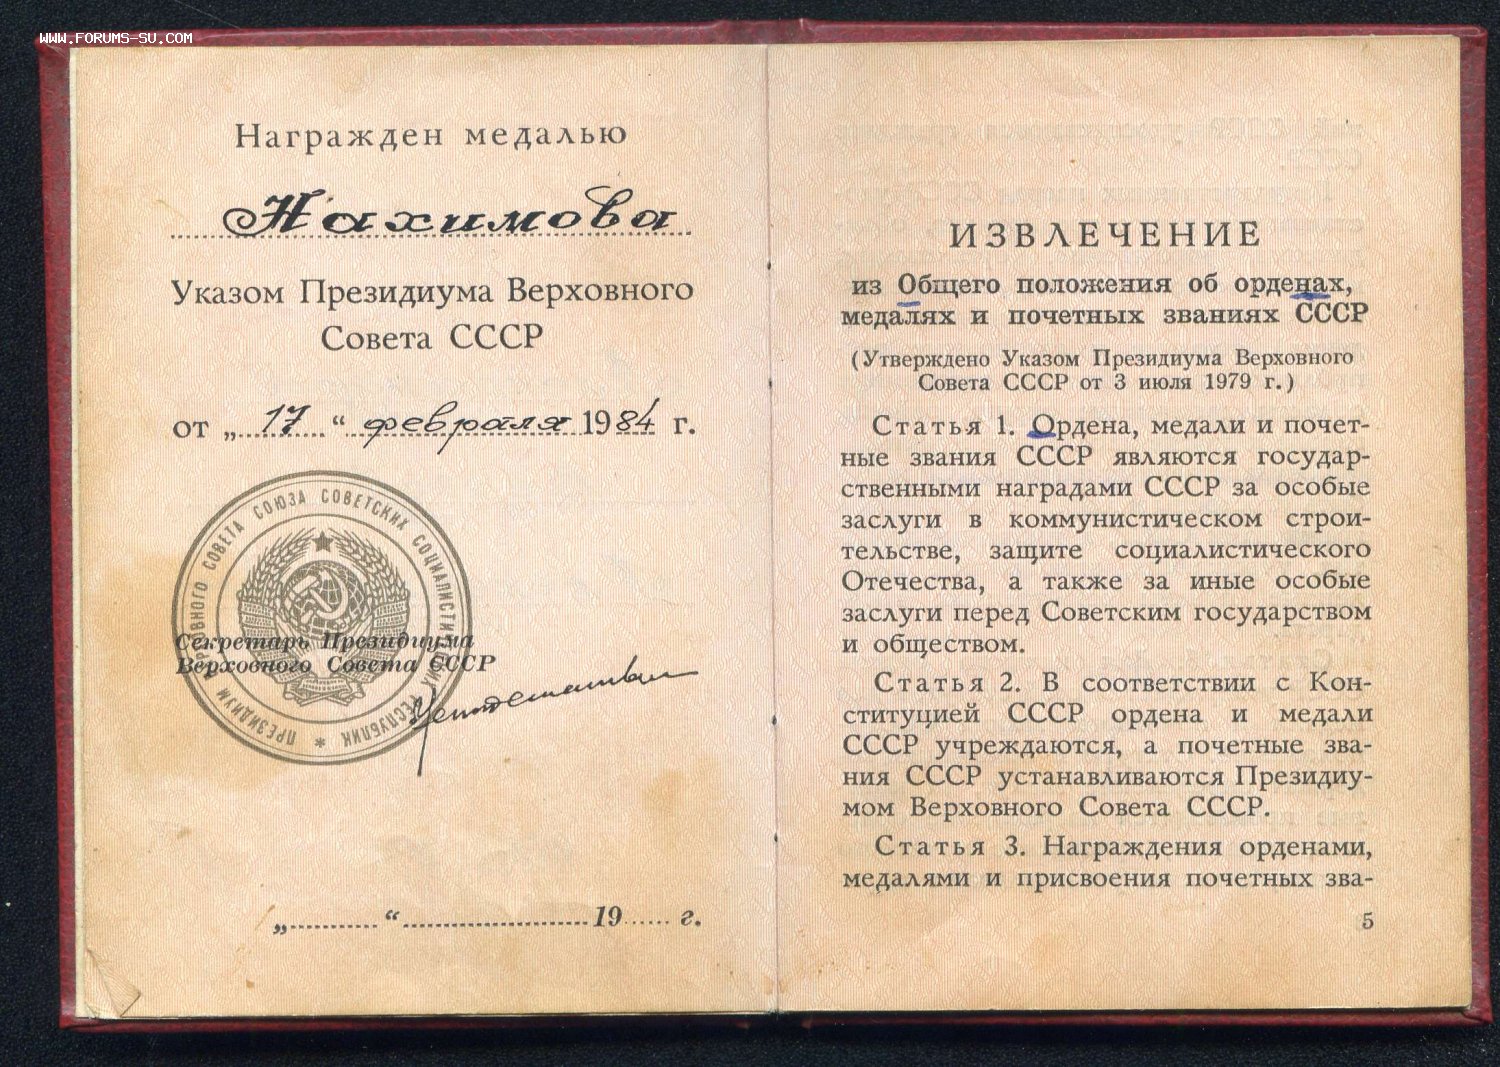 WWW.FORUMS-SU.COM
Награжден медалью
Нахимова
Указом Президиума Верховного
Совета СССР
от „17“ февраля 1984 г.
ПРЕЗИДИУМ ВЕРХОВНОГО СОВЕТА СОЮЗА СОВЕТСКИХ СОЦИАЛИСТИЧЕСКИХ РЕСПУБЛИК *
Секретарь Президиума
Верховного Совета СССР
„..........“ .................... 19...... г.
ИЗВЛЕЧЕНИЕ
из Общего положения об орденах,
медалях и почетных званиях СССР
(Утверждено Указом Президиума Верховного
Совета СССР от 3 июля 1979 г.)
Статья 1. Ордена, медали и почет-
ные звания СССР являются государ-
ственными наградами СССР за особые
заслуги в коммунистическом строи-
тельстве, защите социалистического
Отечества, а также за иные особые
заслуги перед Советским государством
и обществом.
Статья 2. В соответствии с Кон-
ституцией СССР ордена и медали
СССР учреждаются, а почетные зва-
ния СССР устанавливаются Президиу-
мом Верховного Совета СССР.
Статья 3. Награждения орденами,
медалями и присвоения почетных зва-
5